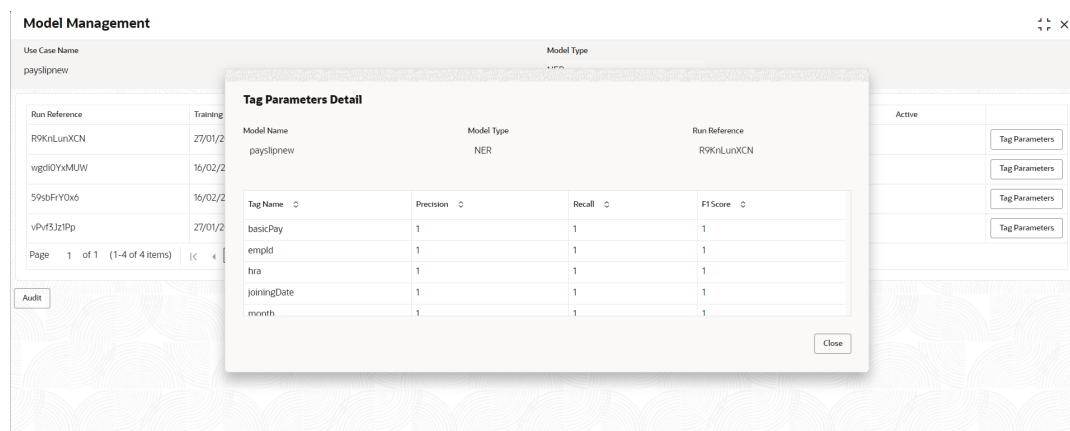 Model Management
Use Case Name Model Type
payslipnew
Tag Parameters Detail
Run Reference Training Active
Model Name Model Type Run Reference
R9KnLunXCN 27/01/2 Tag Parameters
payslipnew NER R9KnLunXCN
wgdi0YxMUW 16/02/2 Tag Parameters
59sbFrY0x6 16/02/2 Tag Parameters
Tag Name Precision Recall F1 Score
vPvf3Jz1Pp 27/01/2 Tag Parameters
basicPay 1 1 1
Page 1 of 1 (1-4 of 4 items)
empId 1 1 1
hra 1 1 1
joiningDate 1 1 1
Audit
month 1 1 1
Close